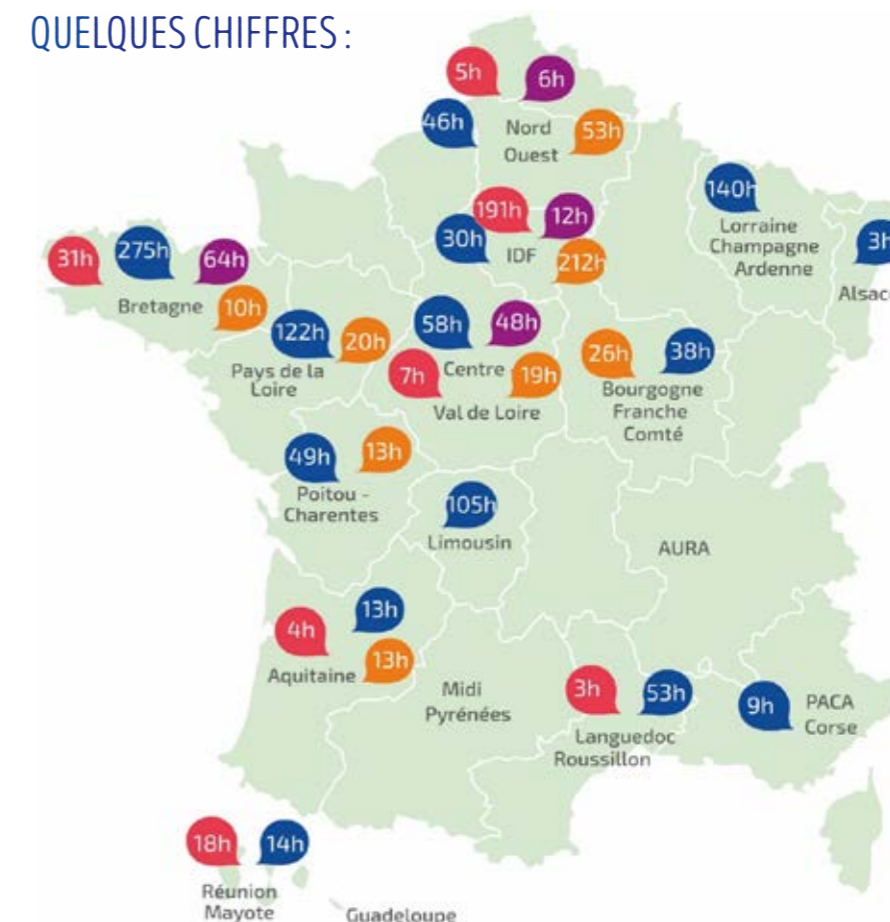 QUELQUES CHIFFRES :
5h
6h
46h
53h
Nord
Ouest
191h
12h
30h
212h
IDF
140h
Lorraine
Champagne
Ardenne
3h
Alsace
31h
275h
64h
10h
Bretagne
122h
20h
Pays de la
Loire
58h
48h
7h
19h
Centre
Val de Loire
26h
38h
Bourgogne
Franche
Comté
49h
13h
Poitou -
Charentes
105h
Limousin
AURA
4h
13h
13h
Aquitaine
Midi
Pyrénées
3h
53h
Languedoc
Roussillon
9h
PACA
Corse
18h
14h
Réunion
Mayotte
Guadeloupe